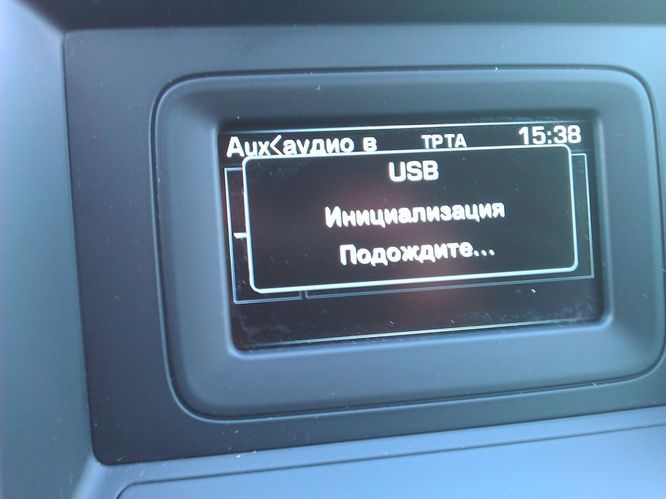 Aux<аудио в TPTA 15:38
USB
Инициализация
Подождите...